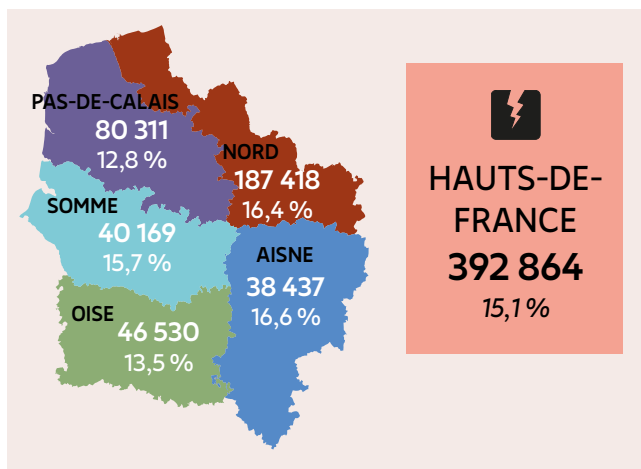 PAS-DE-CALAIS
80 311
12,8 %
NORD
187 418
16,4 %
SOMME
40 169
15,7 %
AISNE
38 437
16,6 %
OISE
46 530
13,5 %
HAUTS-DE-
FRANCE
392 864
15,1 %